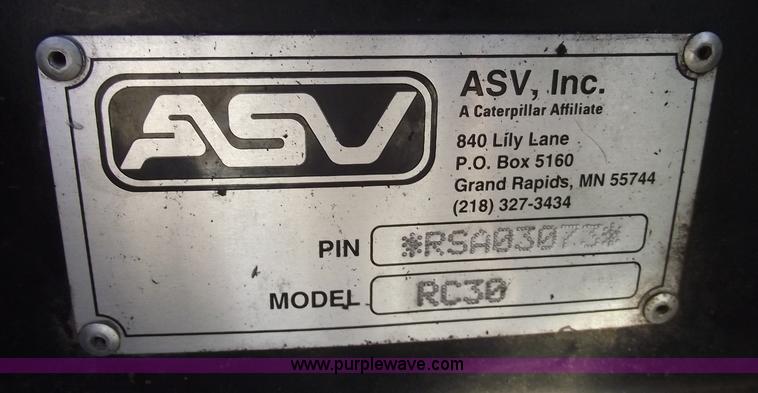 ASV
ASV, Inc.
A Caterpillar Affiliate
840 Lily Lane
P.O. Box 5160
Grand Rapids, MN 55744
(218) 327-3434
PIN *RSA03073*
MODEL RC30
www.purplewave.com